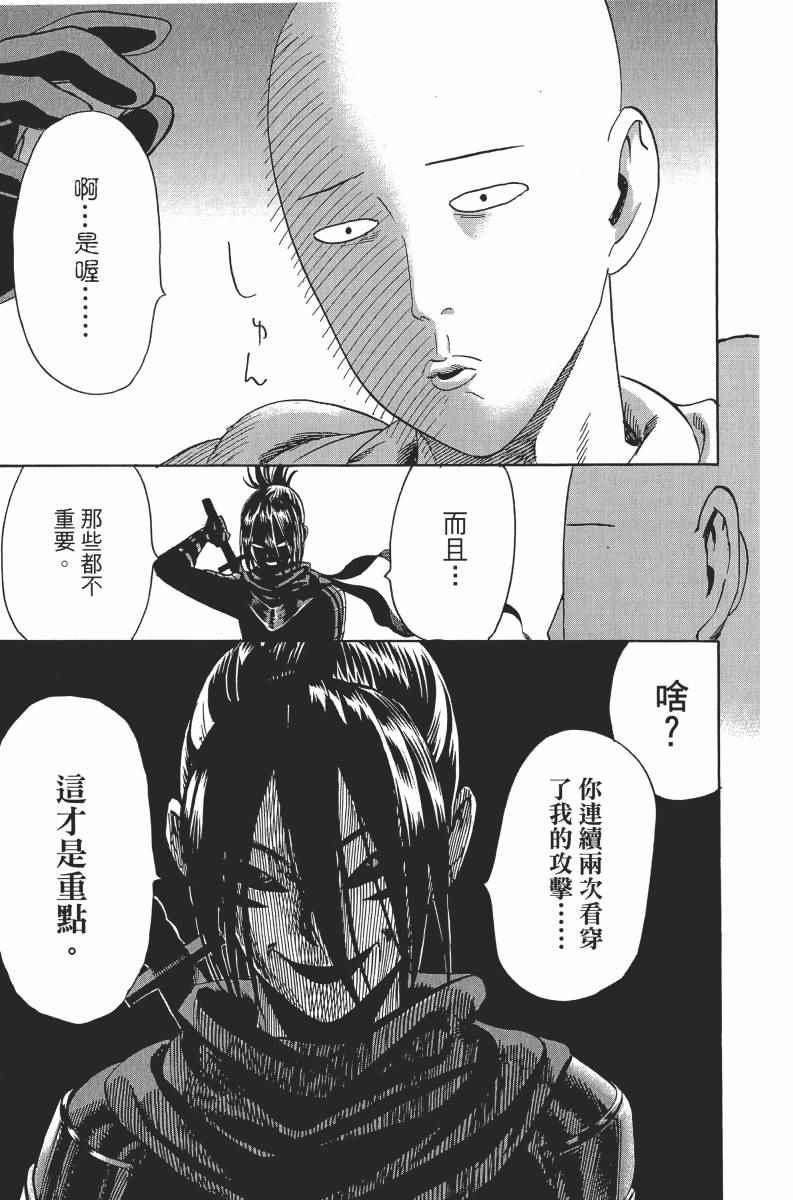 しゅん
啊…是喔……
而且…
那些都不
重要。
啥?
你連續兩次看穿
了我的攻擊……
這才是重點。